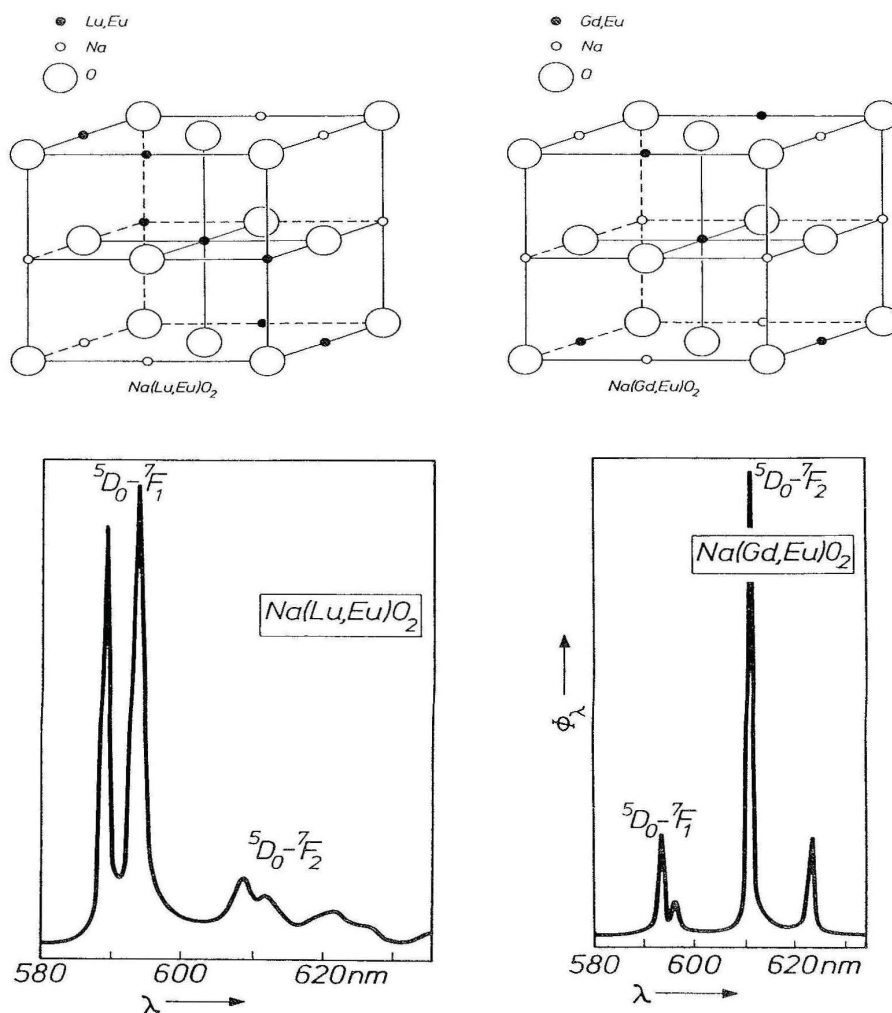 Lu,Eu
Na
O
Na(Lu,Eu)O₂
Gd,Eu
Na
O
Na(Gd,Eu)O₂
⁵D₀-⁷F₁
Na(Lu,Eu)O₂
⁵D₀-⁷F₂
580 600 620nm
λ
⁵D₀-⁷F₂
Na(Gd,Eu)O₂
Φλ
⁵D₀-⁷F₁
580 600 620nm
λ